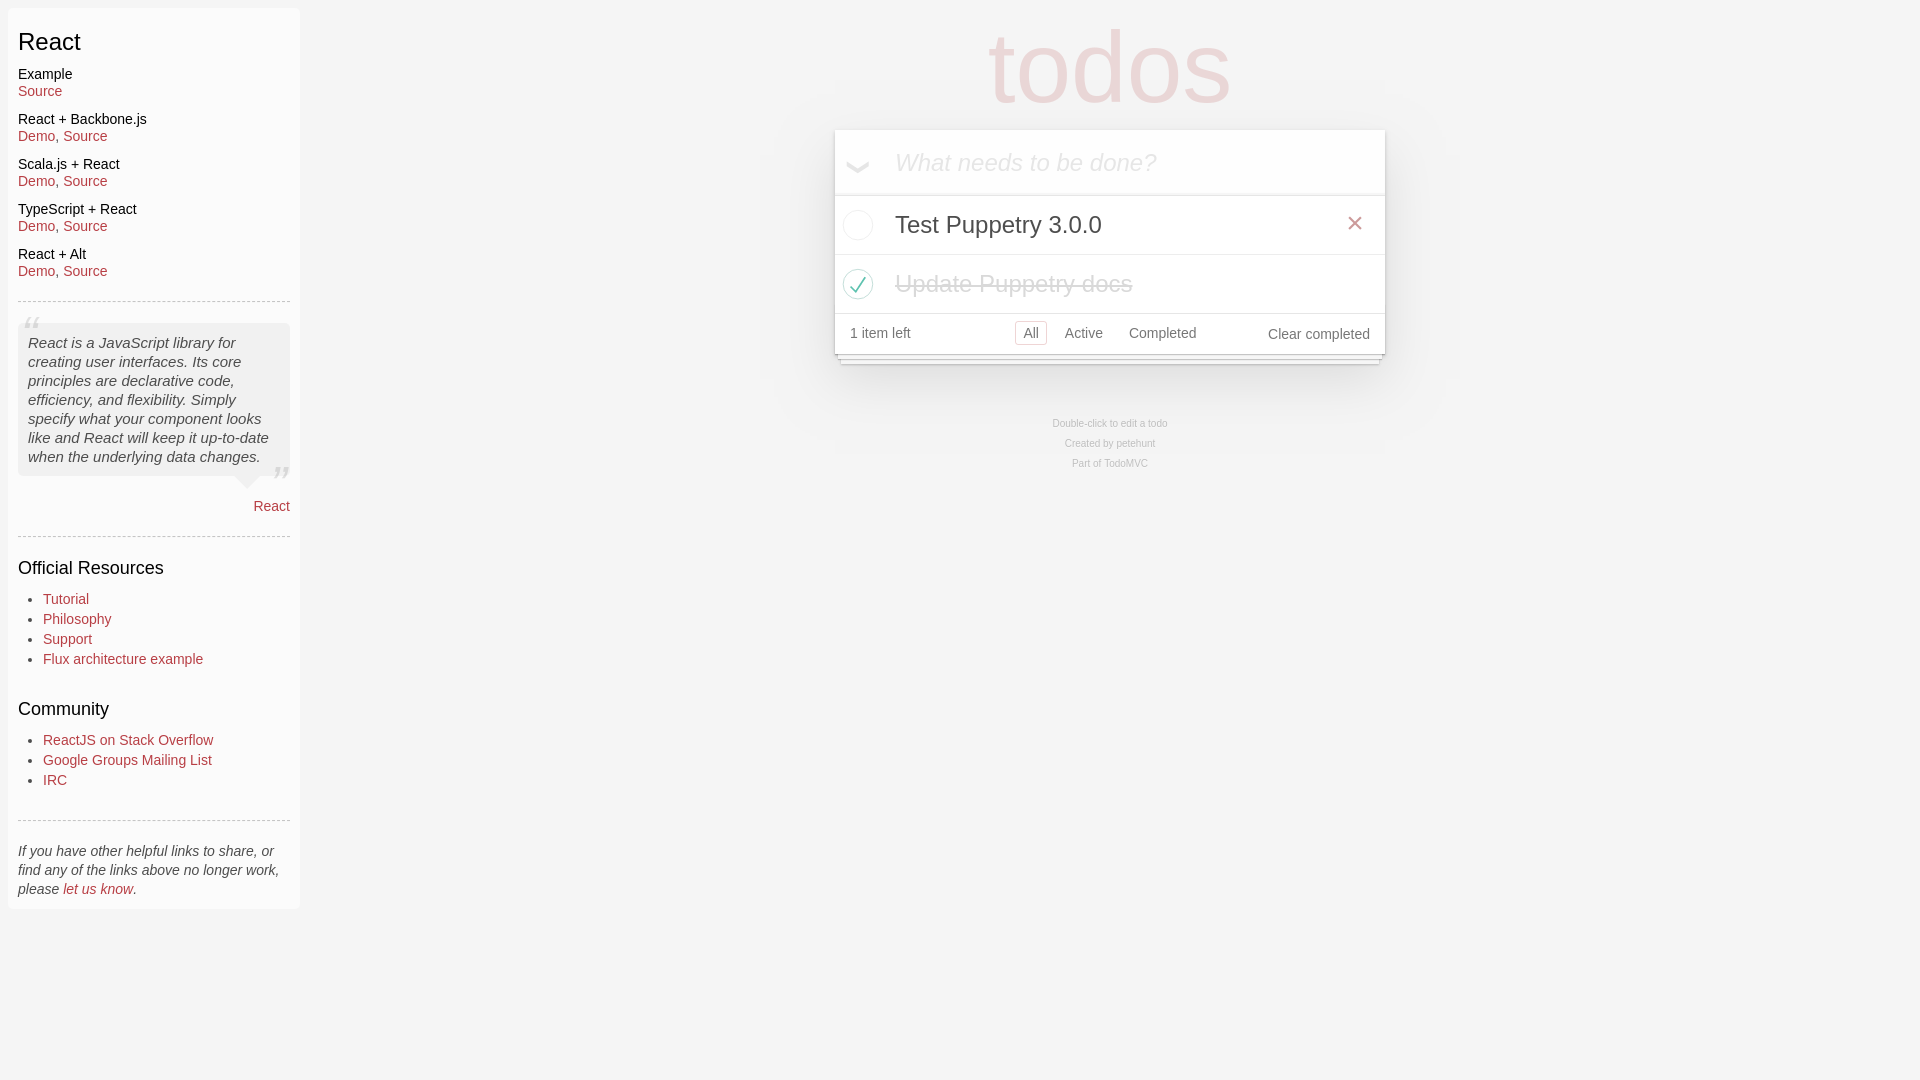 React
Example
Source
React + Backbone.js
Demo, Source
Scala.js + React
Demo, Source
TypeScript + React
Demo, Source
React + Alt
Demo, Source
“
React is a JavaScript library for
creating user interfaces. Its core
principles are declarative code,
efficiency, and flexibility. Simply
specify what your component looks
like and React will keep it up-to-date
when the underlying data changes.
”
React
Official Resources
• Tutorial
• Philosophy
• Support
• Flux architecture example
Community
• ReactJS on Stack Overflow
• Google Groups Mailing List
• IRC
If you have other helpful links to share, or
find any of the links above no longer work,
please let us know.
todos
❯ What needs to be done?
Test Puppetry 3.0.0 ×
Update Puppetry docs
1 item left All Active Completed Clear completed
Double-click to edit a todo
Created by petehunt
Part of TodoMVC